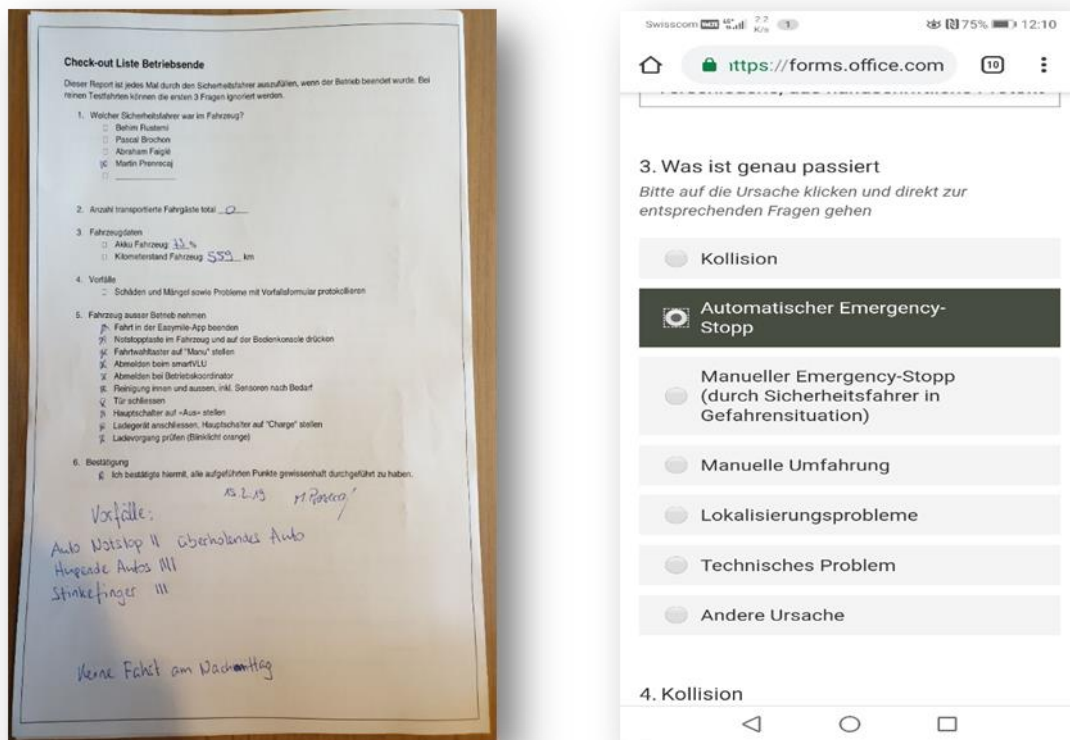 Check-out Liste Betriebsende
Dieser Report ist jedes Mal durch den Sicherheitsfahrer auszufüllen, wenn der Betrieb beendet wurde. Bei
reinen Testfahrten können die ersten 3 Fragen ignoriert werden.
1. Welcher Sicherheitsfahrer war im Fahrzeug?
Behim Rustemi
Pascal Brochon
Abraham Faiglé
Martin Prenrecaj
2. Anzahl transportierte Fahrgäste total 0
3. Fahrzeugdaten
Akku Fahrzeug %
Kilometerstand Fahrzeug 559 km
4. Vorfälle
Schäden und Mängel sowie Probleme mit Vorfallsformular protokollieren
5. Fahrzeug ausser Betrieb nehmen
Fahrt in der Easymile-App beenden
Notstopptaste im Fahrzeug und auf der Bedienkonsole drücken
Fahrtwahltaster auf "Manu" stellen
Abmelden beim smartVLU
Abmelden bei Betriebskoordinator
Reinigung innen und aussen, inkl. Sensoren nach Bedarf
Tür schliessen
Hauptschalter auf «Aus» stellen
Ladegerät anschliessen, Hauptschalter auf "Charge" stellen
Ladevorgang prüfen (Blinklicht orange)
6. Bestätigung
Ich bestätige hiermit, alle aufgeführten Punkte gewissenhaft durchgeführt zu haben.
15.2.19
Vorfälle:
Auto Notstop II überholendes Auto
Hupende Autos IIII
Stinkefinger III
Keine Fahrt am Nachmittag
Swisscom VoLTE 2.2 K/s 1 75% 12:10
ttps://forms.office.com 10
3. Was ist genau passiert
Bitte auf die Ursache klicken und direkt zur
entsprechenden Fragen gehen
Kollision
Automatischer Emergency-
Stopp
Manueller Emergency-Stopp
(durch Sicherheitsfahrer in
Gefahrensituation)
Manuelle Umfahrung
Lokalisierungsprobleme
Technisches Problem
Andere Ursache
4. Kollision